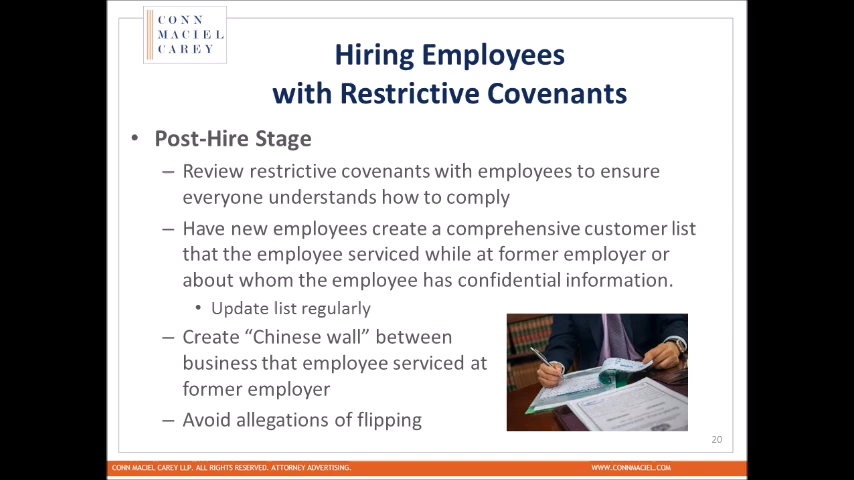 CONN
MACIEL
CAREY
Hiring Employees
with Restrictive Covenants
• Post-Hire Stage
– Review restrictive covenants with employees to ensure
everyone understands how to comply
– Have new employees create a comprehensive customer list
that the employee serviced while at former employer or
about whom the employee has confidential information.
• Update list regularly
– Create “Chinese wall” between
business that employee serviced at
former employer
– Avoid allegations of flipping
20
CONN MACIEL CAREY LLP. ALL RIGHTS RESERVED. ATTORNEY ADVERTISING.
WWW.CONNMACIEL.COM